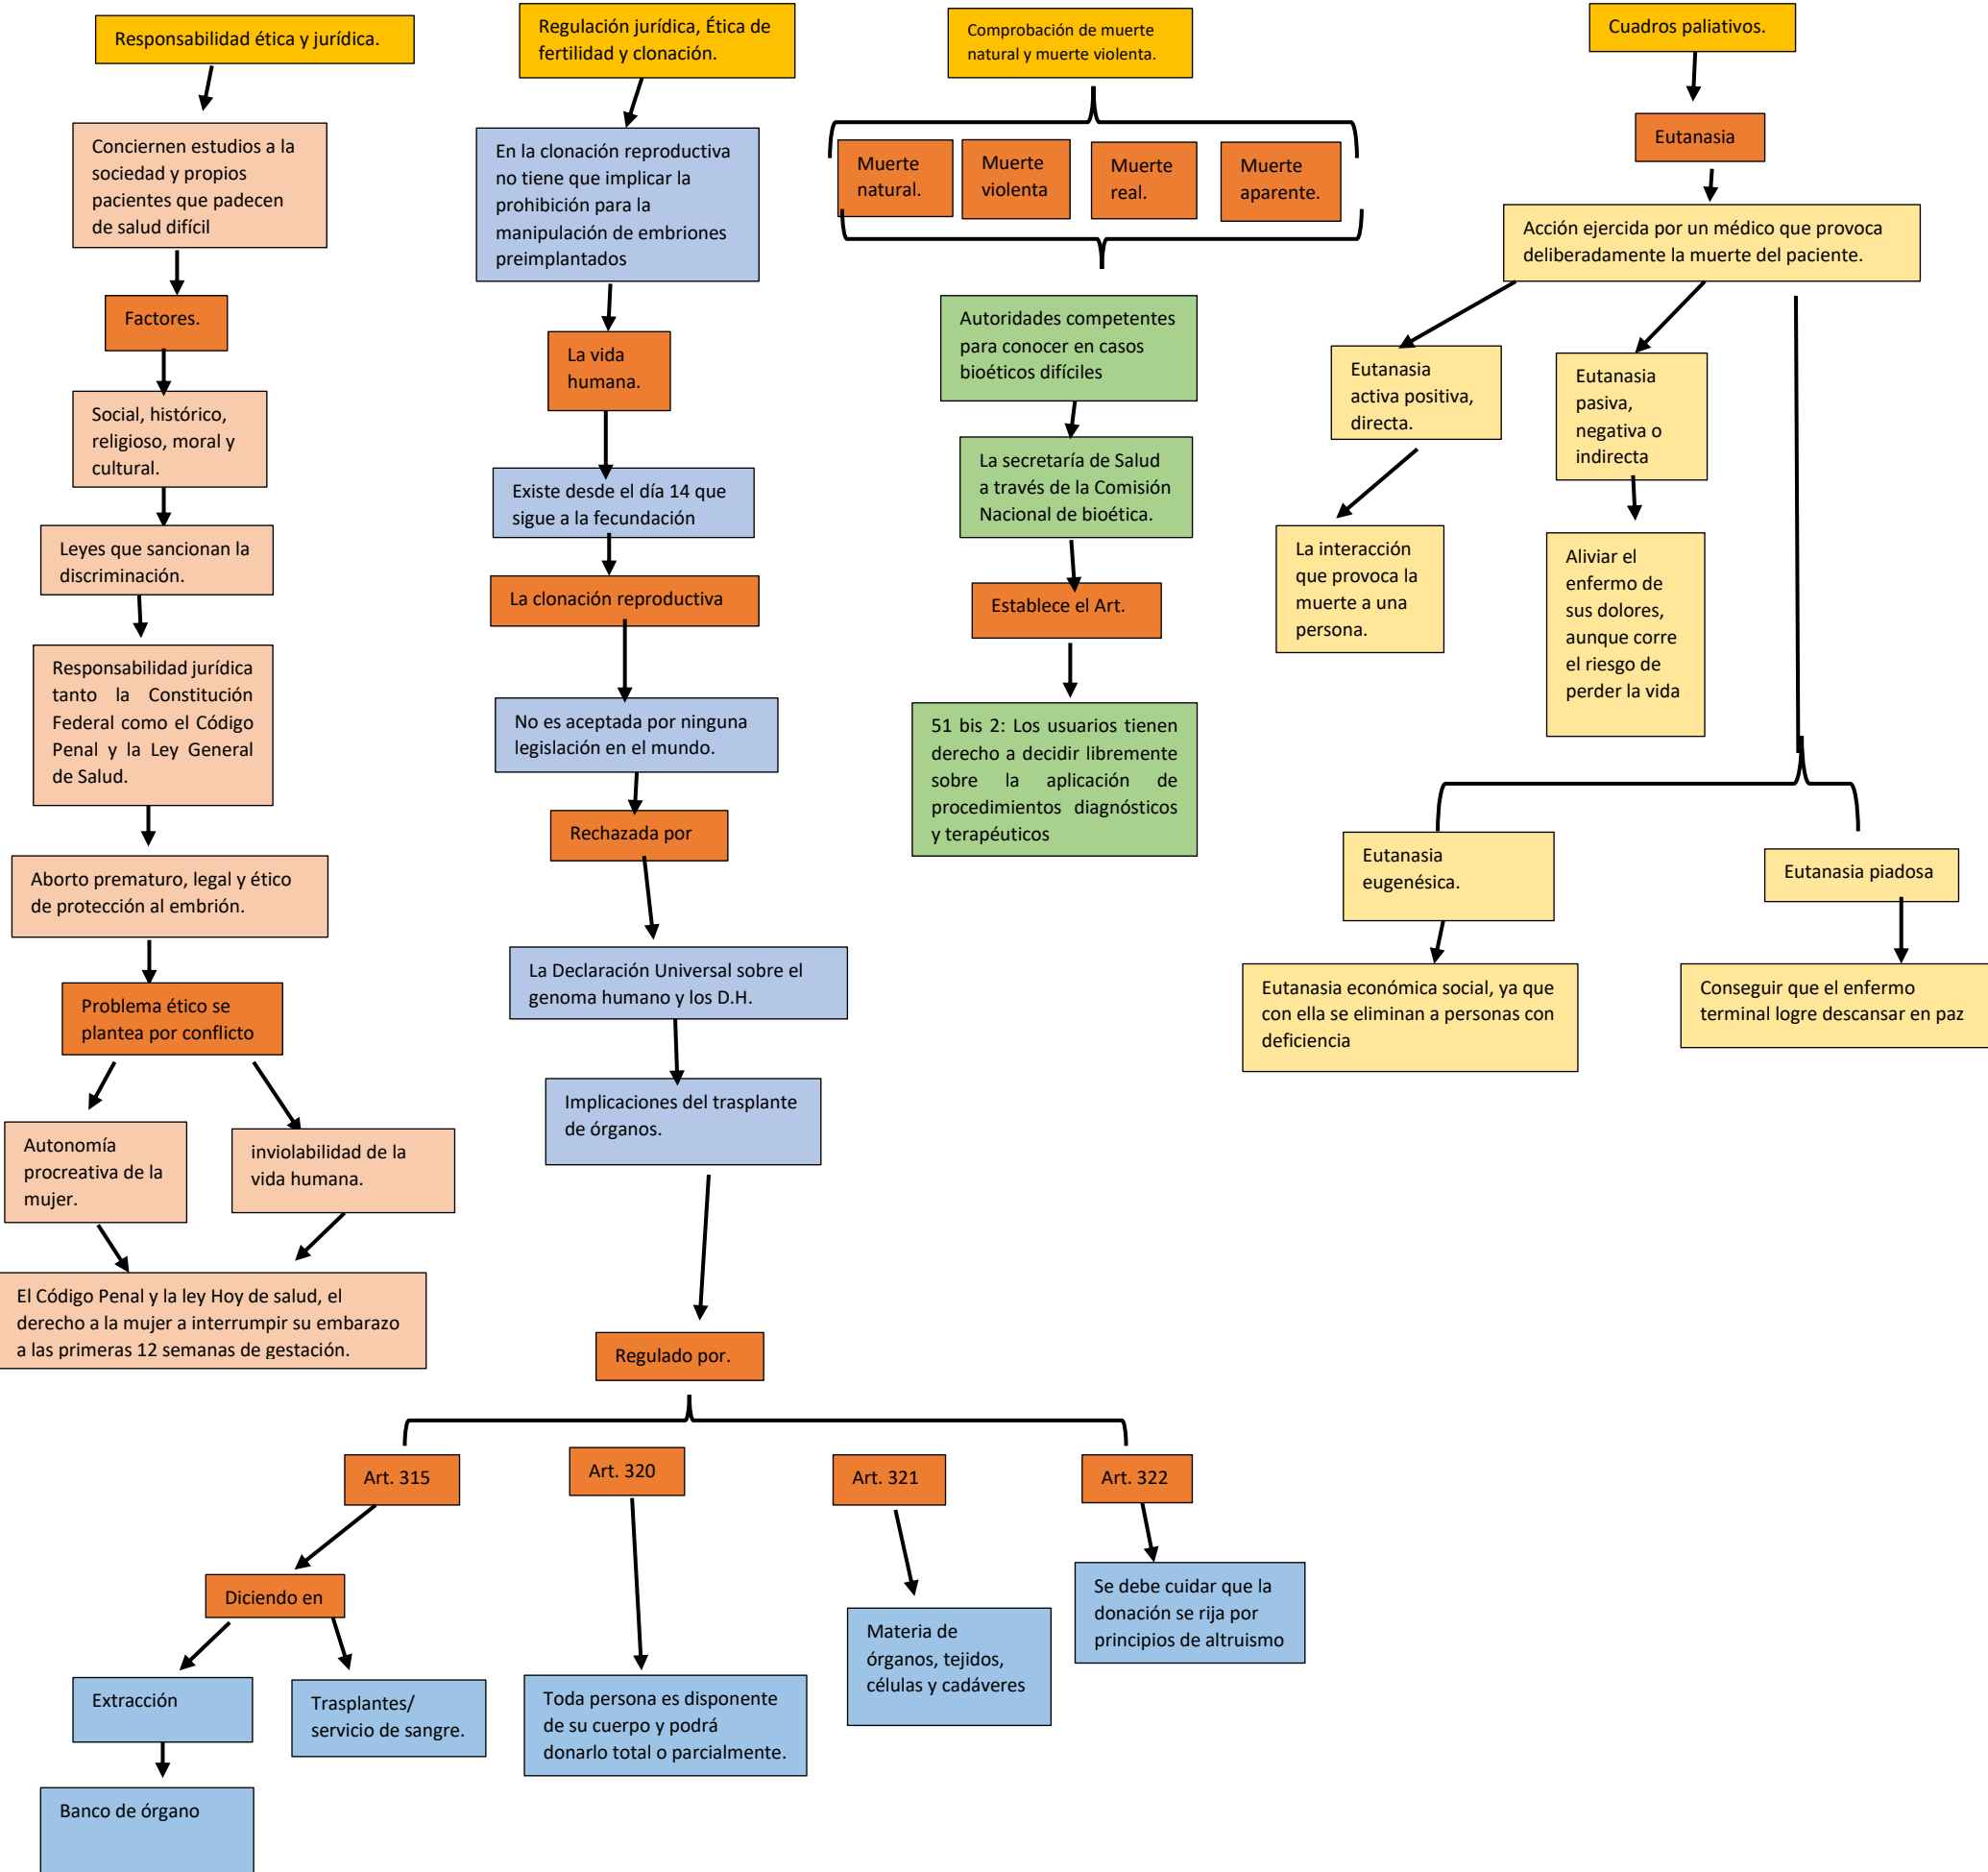 Responsabilidad ética y jurídica.
Conciernen estudios a la
sociedad y propios
pacientes que padecen
de salud difícil
Factores.
Social, histórico,
religioso, moral y
cultural.
Leyes que sancionan la
discriminación.
Responsabilidad jurídica
tanto la Constitución
Federal como el Código
Penal y la Ley General
de Salud.
Aborto prematuro, legal y ético
de protección al embrión.
Problema ético se
plantea por conflicto
Autonomía
procreativa de la
mujer.
inviolabilidad de la
vida humana.
El Código Penal y la ley Hoy de salud, el
derecho a la mujer a interrumpir su embarazo
a las primeras 12 semanas de gestación.
Regulación jurídica, Ética de
fertilidad y clonación.
En la clonación reproductiva
no tiene que implicar la
prohibición para la
manipulación de embriones
preimplantados
La vida
humana.
Existe desde el día 14 que
sigue a la fecundación
La clonación reproductiva
No es aceptada por ninguna
legislación en el mundo.
Rechazada por
La Declaración Universal sobre el
genoma humano y los D.H.
Implicaciones del trasplante
de órganos.
Regulado por.
Art. 315
Diciendo en
Extracción
Banco de órgano
Trasplantes/
servicio de sangre.
Art. 320
Toda persona es disponente
de su cuerpo y podrá
donarlo total o parcialmente.
Art. 321
Materia de
órganos, tejidos,
células y cadáveres
Art. 322
Se debe cuidar que la
donación se rija por
principios de altruismo
Comprobación de muerte
natural y muerte violenta.
Muerte
natural.
Muerte
violenta
Muerte
real.
Muerte
aparente.
Autoridades competentes
para conocer en casos
bioéticos difíciles
La secretaría de Salud
a través de la Comisión
Nacional de bioética.
Establece el Art.
51 bis 2: Los usuarios tienen
derecho a decidir libremente
sobre la aplicación de
procedimientos diagnósticos
y terapéuticos
Cuadros paliativos.
Eutanasia
Acción ejercida por un médico que provoca
deliberadamente la muerte del paciente.
Eutanasia
activa positiva,
directa.
La interacción
que provoca la
muerte a una
persona.
Eutanasia
pasiva,
negativa o
indirecta
Aliviar el
enfermo de
sus dolores,
aunque corre
el riesgo de
perder la vida
Eutanasia
eugenésica.
Eutanasia económica social, ya que
con ella se eliminan a personas con
deficiencia
Eutanasia piadosa
Conseguir que el enfermo
terminal logre descansar en paz